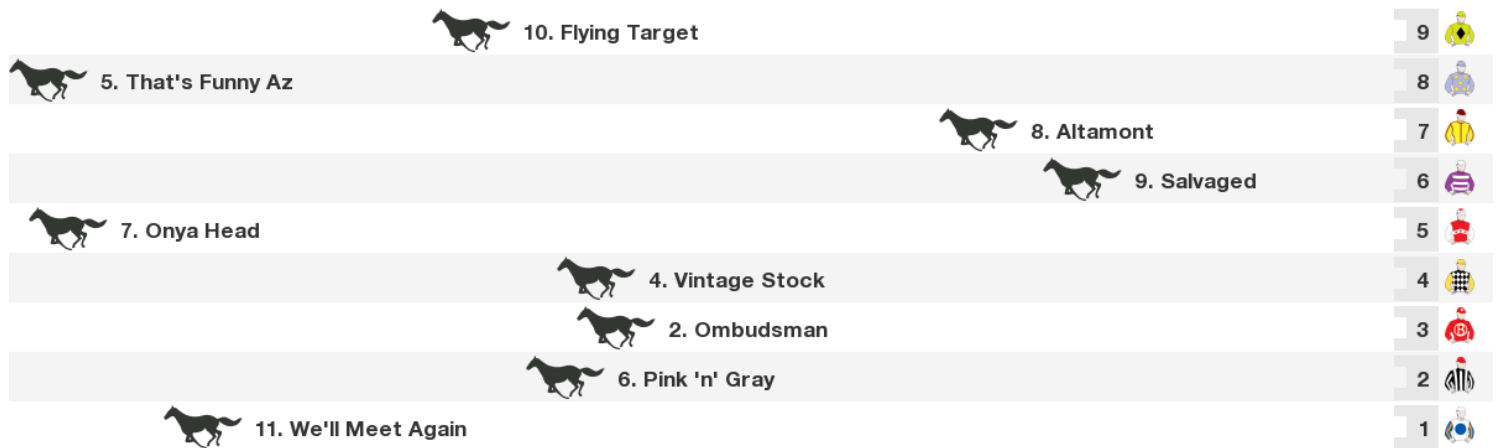 10. Flying Target 9
5. That's Funny Az 8
8. Altamont 7
9. Salvaged 6
7. Onya Head 5
4. Vintage Stock 4
2. Ombudsman 3
6. Pink 'n' Gray 2
11. We'll Meet Again 1